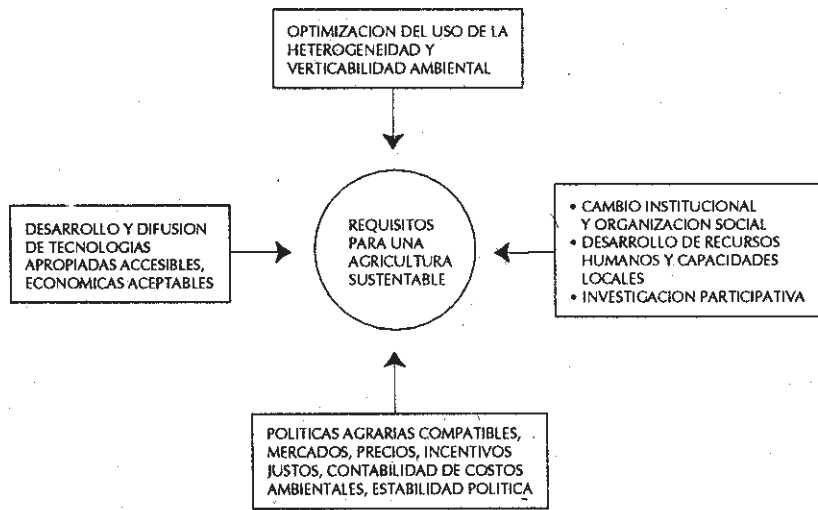 OPTIMIZACION DEL USO DE LA
HETEROGENEIDAD Y
VERTICABILIDAD AMBIENTAL
DESARROLLO Y DIFUSION
DE TECNOLOGIAS
APROPIADAS ACCESIBLES,
ECONOMICAS ACEPTABLES
REQUISITOS
PARA UNA
AGRICULTURA
SUSTENTABLE
• CAMBIO INSTITUCIONAL
Y ORGANIZACION SOCIAL
• DESARROLLO DE RECURSOS
HUMANOS Y CAPACIDADES
LOCALES
• INVESTIGACION PARTICIPATIVA
POLITICAS AGRARIAS COMPATIBLES,
MERCADOS, PRECIOS, INCENTIVOS
JUSTOS, CONTABILIDAD DE COSTOS
AMBIENTALES, ESTABILIDAD POLITICA